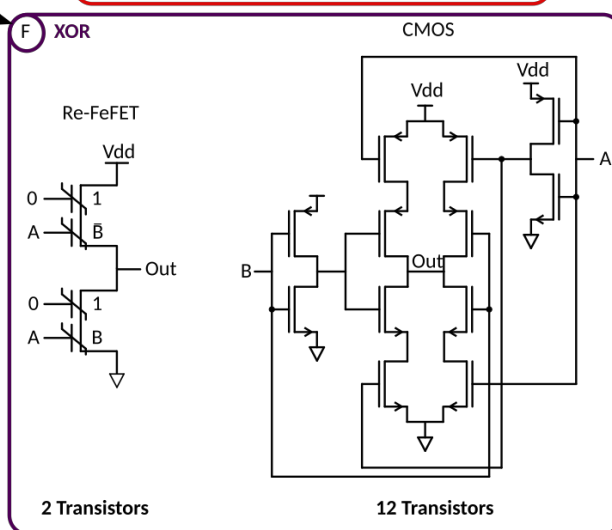 F XOR
CMOS
Re-FeFET
Vdd
0 1
A B̄
Out
0 1
A B
2 Transistors
Vdd
Vdd
A
B
Out
12 Transistors